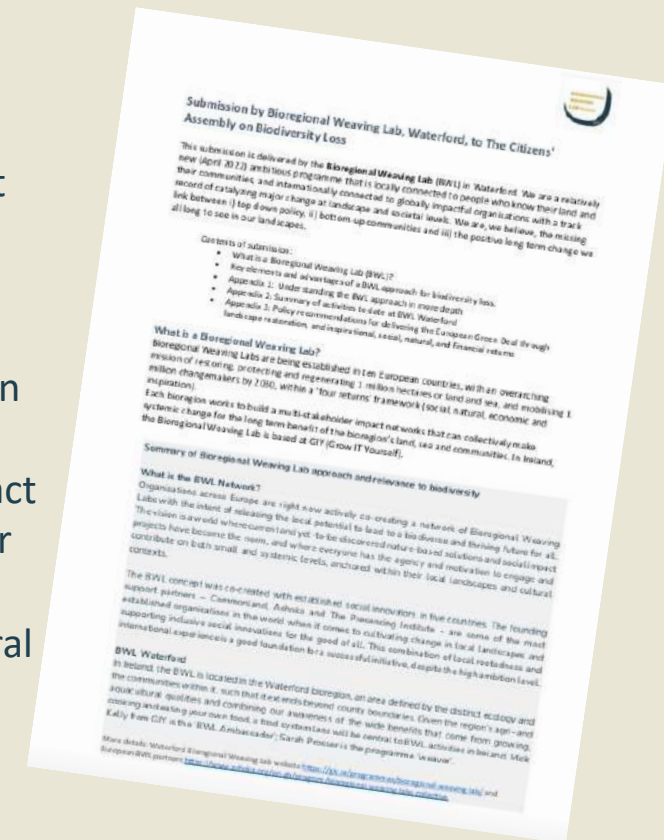 t
n
act
r
ral
Submission by Bioregional Weaving Lab, Waterford, to The Citizens'
Assembly on Biodiversity Loss
This submission is delivered by the Bioregional Weaving Lab (BWL) in Waterford. We are a relatively
new (April 2022) ambitious programme that is locally connected to people who know their land and
their communities, and internationally connected to globally impactful organisations with a track
record of catalyzing major change at landscape and societal levels. We are, we believe, the missing
link between i) top down policy, ii) bottom-up communities and iii) the positive long term change we
all long to see in our landscapes.
Contents of submission:
• What is a Bioregional Weaving Lab (BWL)?
• Key elements and advantages of a BWL approach for biodiversity loss.
• Appendix 1: Understanding the BWL approach in more depth
• Appendix 2: Summary of activities to date at BWL Waterford
• Appendix 3: Policy recommendations for delivering the European Green Deal through
landscape restoration, and inspirational, social, natural, and financial returns
What is a Bioregional Weaving Lab?
Bioregional Weaving Labs are being established in ten European countries, with an overarching
mission of restoring, protecting and regenerating 1 million hectares of land and sea, and mobilising 1
million changemakers by 2030, within a 'four returns' framework (social, natural, economic and
inspiration).
Each bioregion works to build a multi-stakeholder impact networks that can collectively make
systemic change for the long term benefit of the bioregion's land, sea and communities. In Ireland,
the Bioregional Weaving Lab is based at GIY (Grow IT Yourself).
Summary of Bioregional Weaving Lab approach and relevance to biodiversity
What is the BWL Network?
Organisations across Europe are right now actively co-creating a network of Bioregional Weaving
Labs with the intent of releasing the local potential to lead to a biodiverse and thriving future for all.
The vision is a world where current and yet-to-be discovered nature-based solutions and social impact
projects have become the norm, and where everyone has the agency and motivation to engage and
contribute on both small and systemic levels, anchored within their local landscapes and cultural
contexts.
The BWL concept was co-created with established social innovators in five countries. The founding
support partners – Commonland, Ashoka and The Presencing Institute - are some of the most
established organisations in the world when it comes to cultivating change in local landscapes and
supporting inclusive social innovations for the good of all. This combination of local rootedness and
international experience is a good foundation for a successful initiative, despite the high ambition level.
BWL Waterford
In Ireland, the BWL is located in the Waterford bioregion, an area defined by the distinct ecology and
the communities within it, such that it extends beyond county boundaries. Given the region's agri- and
aquacultural qualities and combining our awareness of the wide benefits that come from growing,
cooking and eating your own food, a food system lens will be central to BWL activities in Ireland. Mick
Kelly from GIY is the 'BWL Ambassador'; Sarah Prosser is the programme 'weaver'.
More details: Waterford Bioregional Weaving Lab website and
European BWL partners